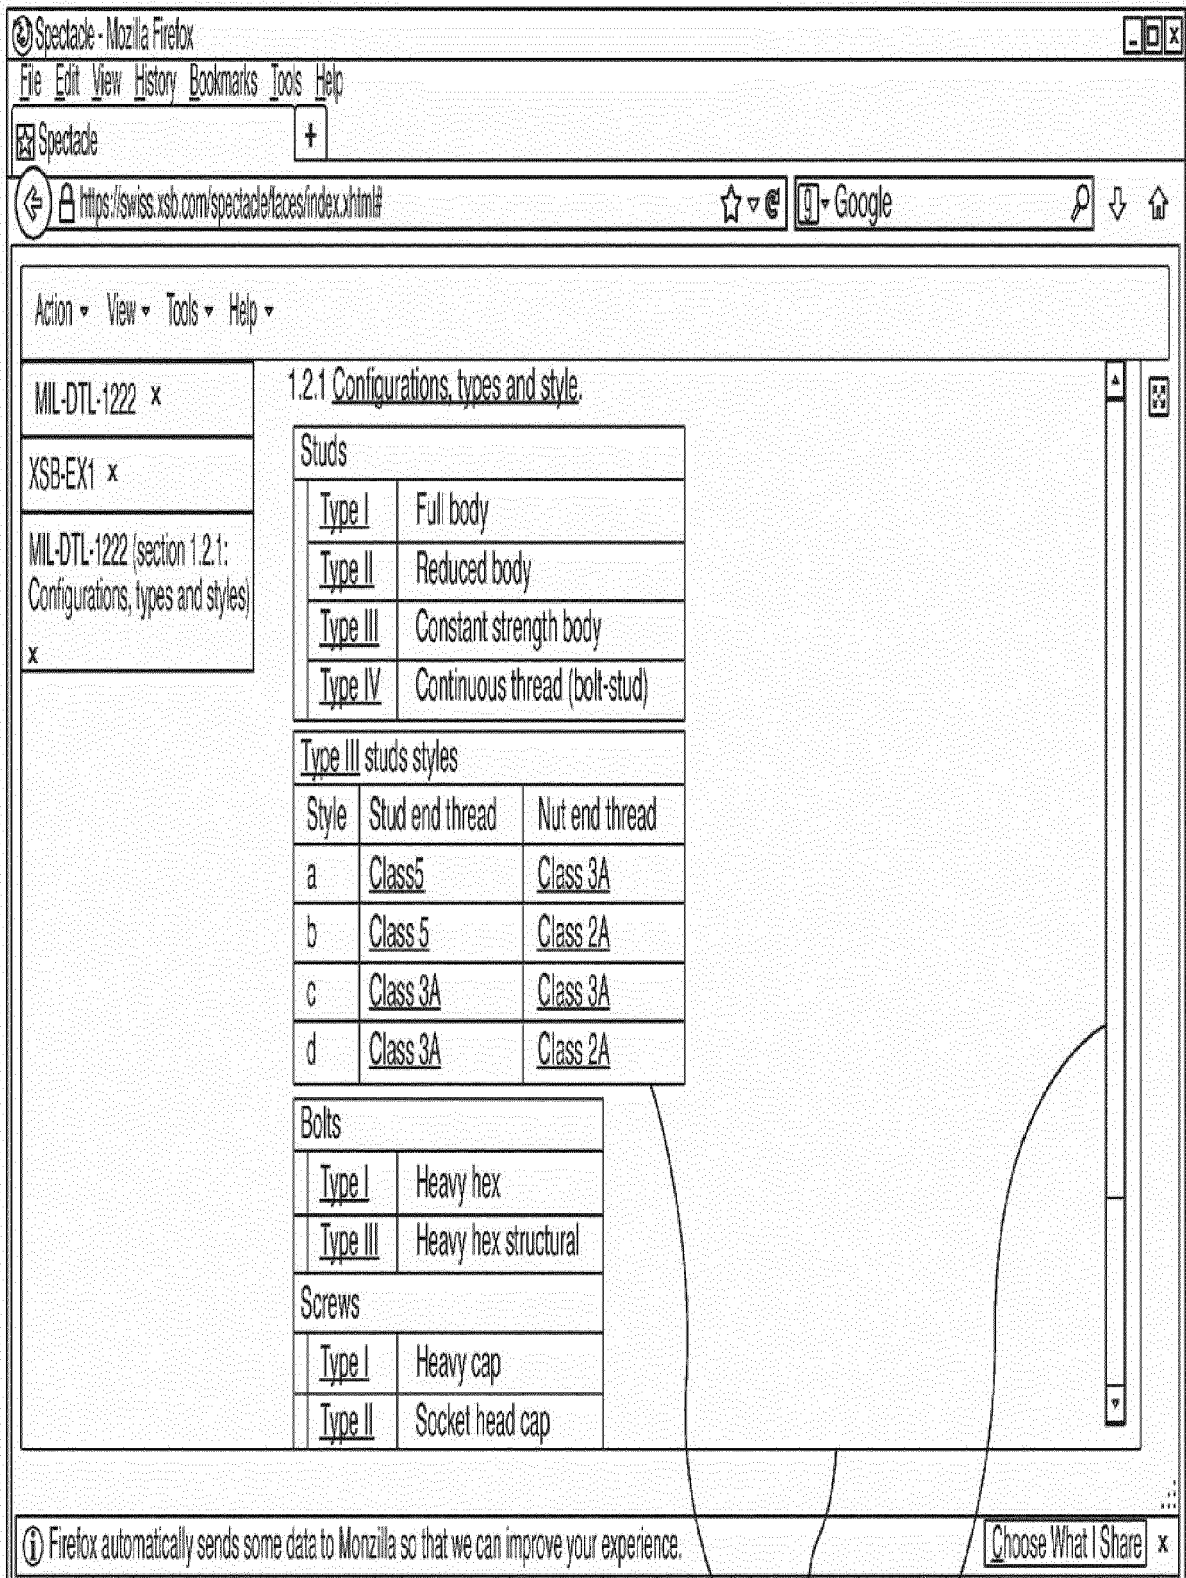 Spectacle - Mozilla Firefox
File Edit View History Bookmarks Tools Help
Spectacle +
https://swiss.xsb.com/spectacle/faces/index.xhtml# g Google
Action View Tools Help
MIL-DTL-1222 x
XSB-EX1 x
MIL-DTL-1222 (section 1.2.1:
Configurations, types and styles)
x
1.2.1 Configurations, types and style.
Studs
Type I Full body
Type II Reduced body
Type III Constant strength body
Type IV Continuous thread (bolt-stud)
Type III studs styles
Style Stud end thread Nut end thread
a Class5 Class 3A
b Class 5 Class 2A
c Class 3A Class 3A
d Class 3A Class 2A
Bolts
Type I Heavy hex
Type III Heavy hex structural
Screws
Type I Heavy cap
Type II Socket head cap
Firefox automatically sends some data to Monzilla so that we can improve your experience. Choose What I Share x